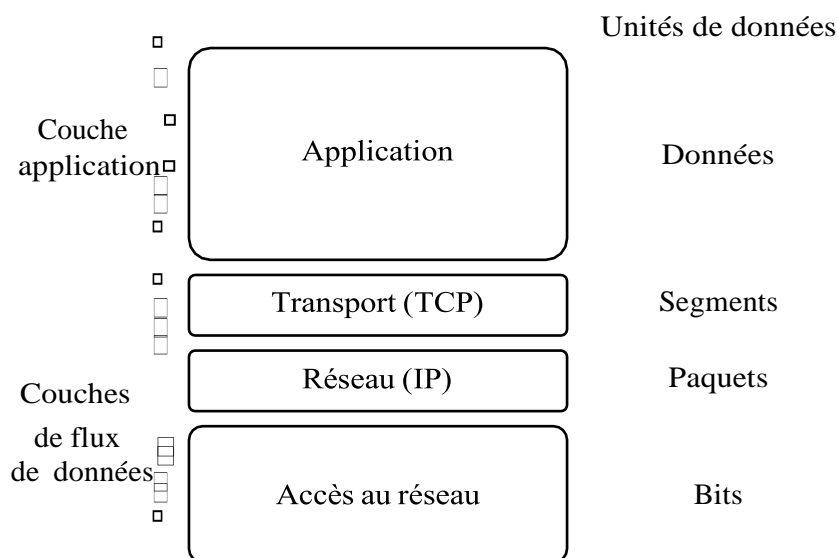 Unités de données
Couche
application
Application
Données
Transport (TCP)
Segments
Réseau (IP)
Paquets
Couches
de flux
de données
Accès au réseau
Bits